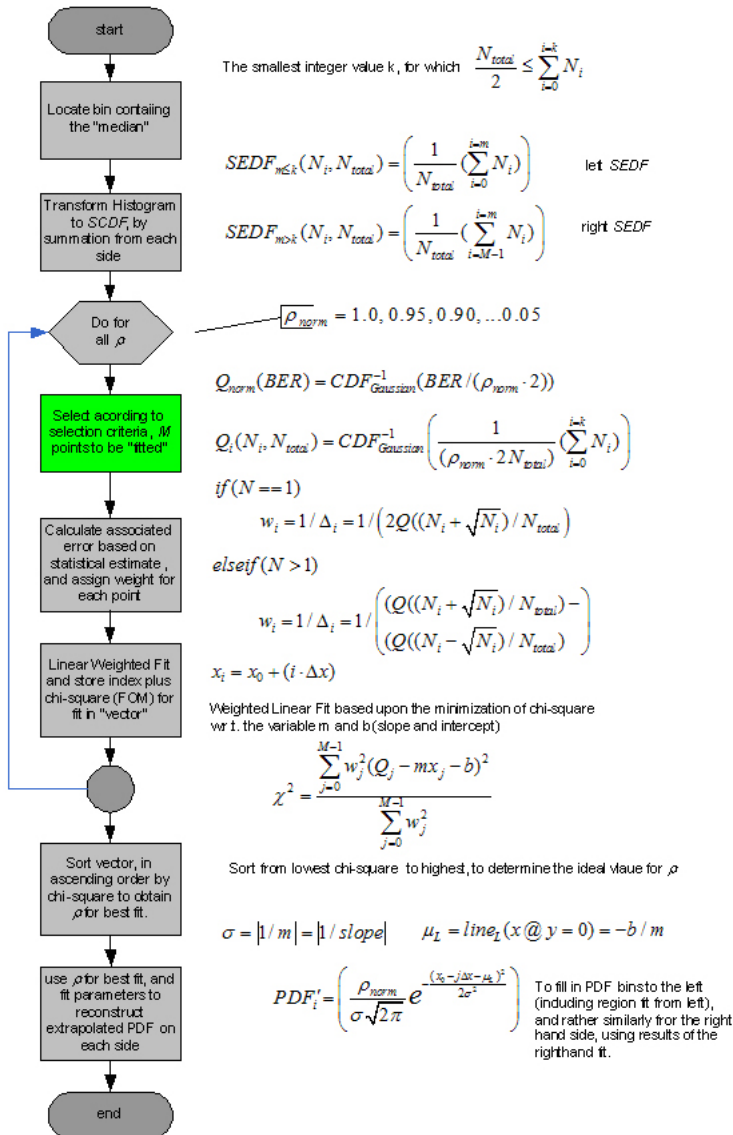 start
The smallest integer value k, for which N_total / 2 ≤ ∑_{i=0}^{i=k} N_i
Locate bin contaiing
the "median"
SEDF_{m≤k}(N_i, N_total) = ( 1 / N_total ( ∑_{i=0}^{i=m} N_i ) ) left SEDF
Transform Histogram
to SCDF, by
summation from each
side
SEDF_{m>k}(N_i, N_total) = ( 1 / N_total ( ∑_{i=M-1}^{i=m} N_i ) ) right SEDF
Do for
all ρ
ρ_norm = 1.0, 0.95, 0.90, ...0.05
Q_norm(BER) = CDF^{-1}_{Gaussian}(BER/(ρ_norm · 2))
Select acording to
selection criteria, M
points to be "fitted"
Q_i(N_i, N_total) = CDF^{-1}_{Gaussian}( 1 / (ρ_norm · 2N_total) ( ∑_{i=0}^{i=k} N_i ) )
if (N == 1)
w_i = 1/Δ_i = 1/(2Q((N_i + √N_i)/N_total)
Calculate associated
error based on
statistical estimate,
and assign weight for
each point
elseif (N > 1)
w_i = 1/Δ_i = 1/( (Q((N_i + √N_i)/N_total) −
(Q((N_i − √N_i)/N_total) )
x_i = x_0 + (i · Δx)
Linear Weighted Fit
and store index plus
chi-square (FOM) for
fit in "vector"
Weighted Linear Fit based upon the minimization of chi-square
wr t. the variable m and b(slope and intercept)
χ² = ∑_{j=0}^{M-1} w_j²(Q_j − mx_j − b)² / ∑_{j=0}^{M-1} w_j²
Sort vector, in
ascending order by
chi-square to obtain
ρ for best fit.
Sort from lowest chi-square to highest, to determine the ideal vlaue for ρ
σ = |1/m| = |1/slope| μ_L = line_L(x @ y = 0) = −b/m
use ρ for best fit, and
fit parameters to
reconstruct
extrapolated PDF on
each side
PDF_i' = ( ρ_norm / σ√2π e^{−(x_0−jΔx−μ_L)² / 2σ²} )
To fill in PDF bins to the left
(including region fit from left),
and rather similarly fror the right
hand side, using results of the
righthand fit.
end